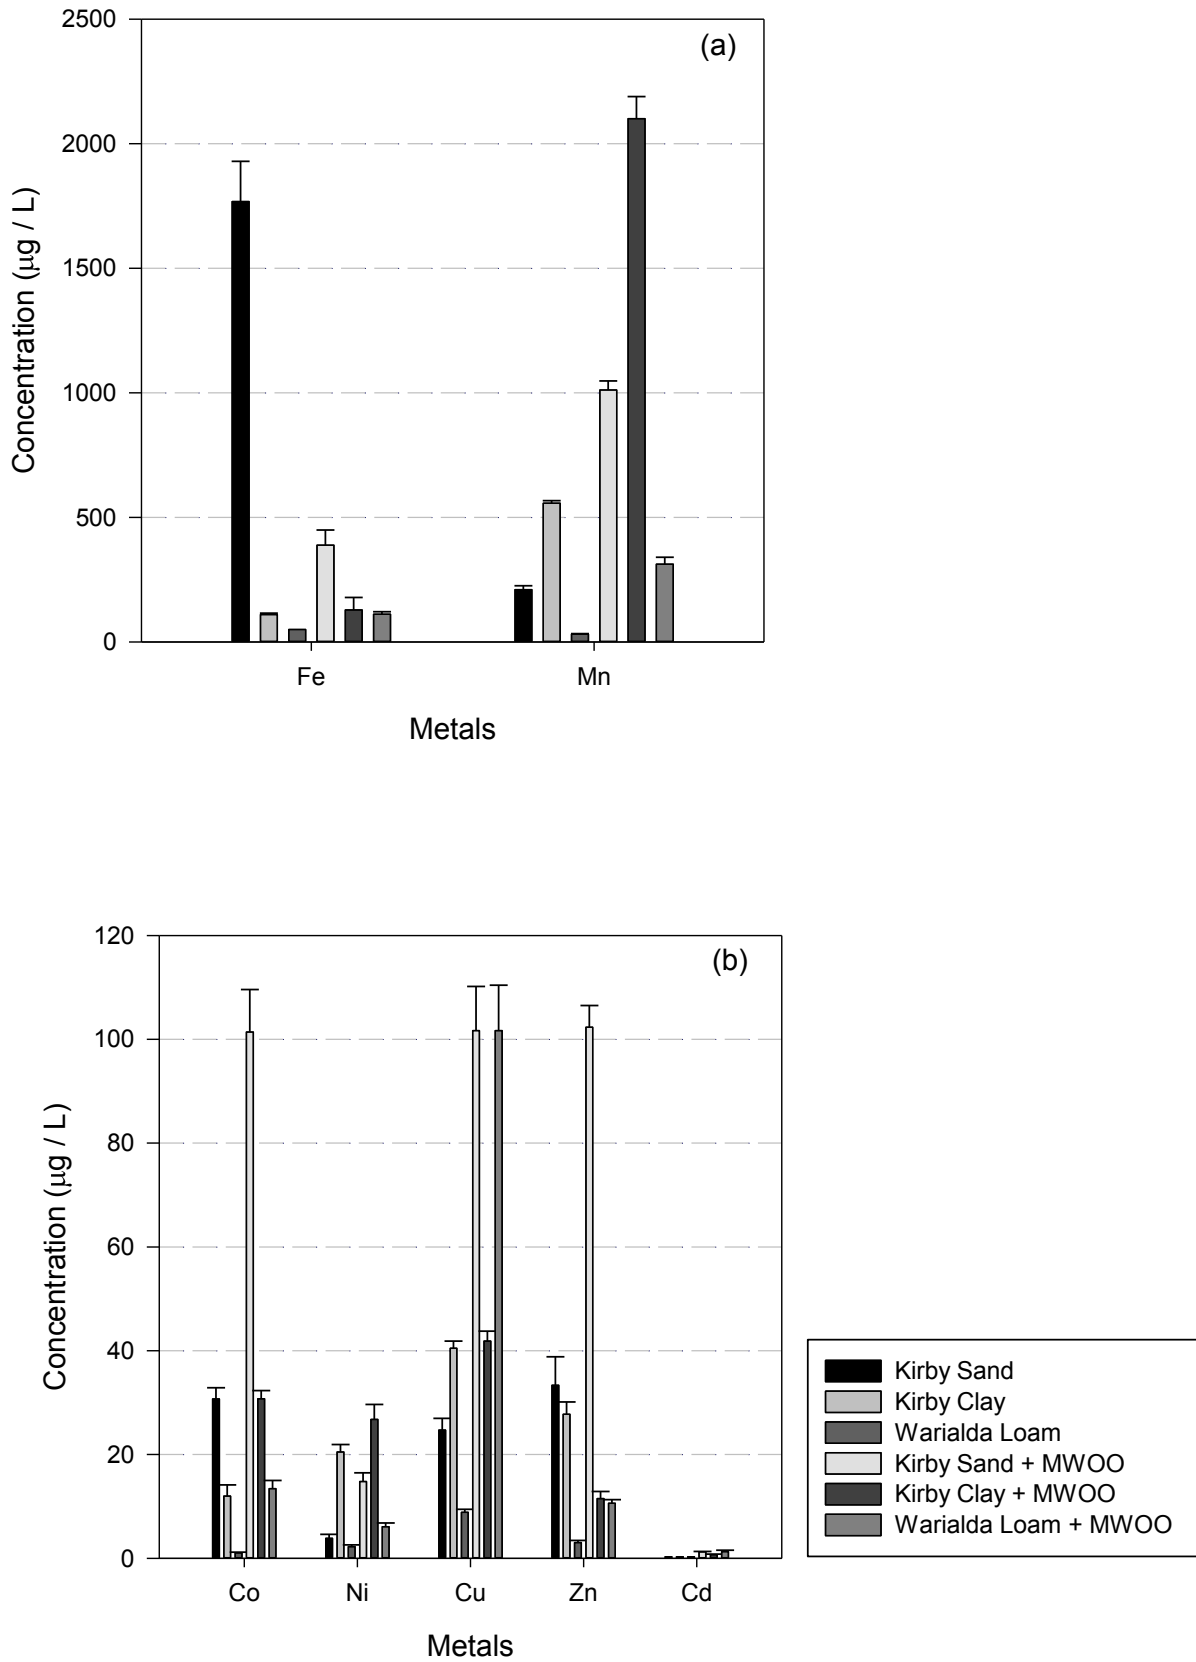 2500
(a)
2000
1500
1000
500
0
Concentration (μg / L)
Fe
Mn
Metals
120
(b)
100
80
60
40
20
0
Concentration (μg / L)
Co
Ni
Cu
Zn
Cd
Metals
Kirby Sand
Kirby Clay
Warialda Loam
Kirby Sand + MWOO
Kirby Clay + MWOO
Warialda Loam + MWOO